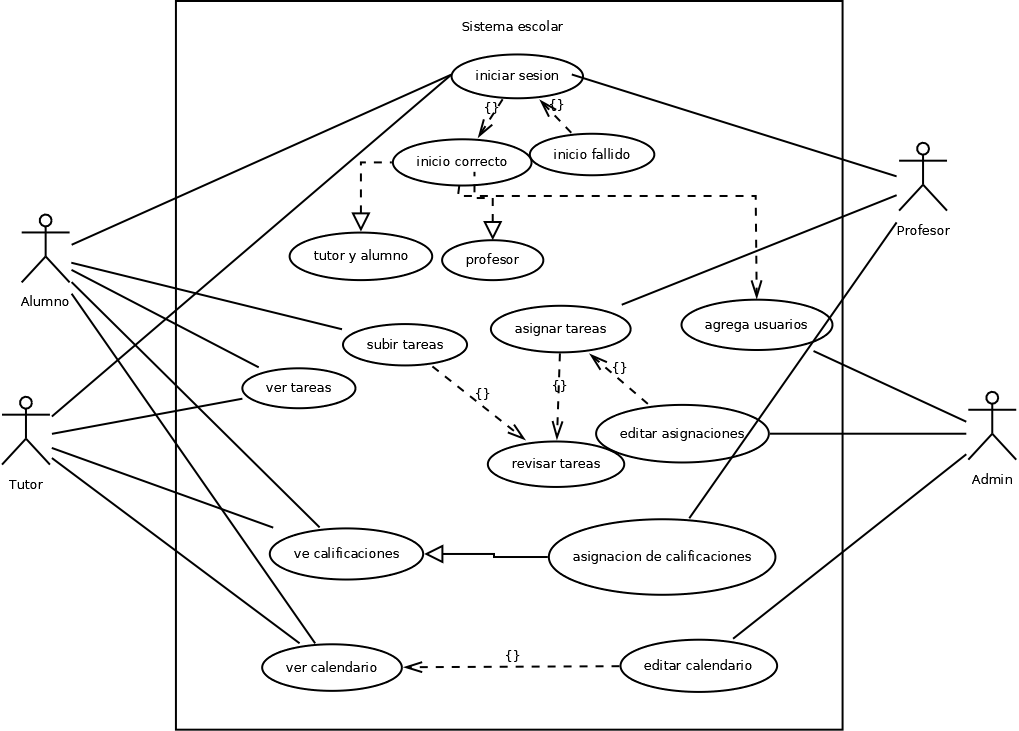 Sistema escolar
iniciar sesion
{}
{}
inicio correcto
inicio fallido
Profesor
tutor y alumno
profesor
Alumno
subir tareas
asignar tareas
agrega usuarios
ver tareas
{}
{}
{}
editar asignaciones
revisar tareas
Tutor
Admin
ve calificaciones
asignacion de calificaciones
{}
ver calendario
editar calendario